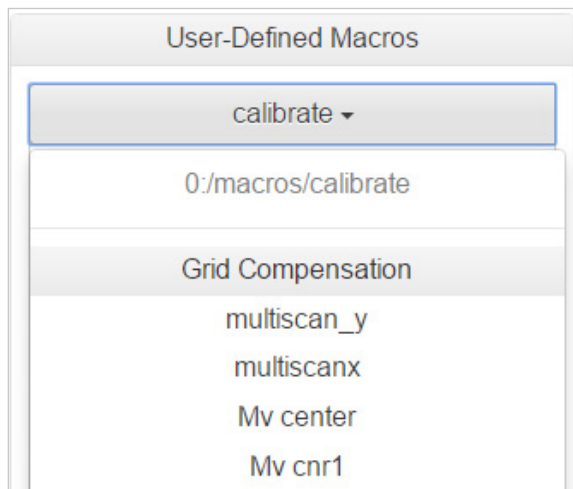 User-Defined Macros
calibrate
0:/macros/calibrate
Grid Compensation
multiscan_y
multiscanx
Mv center
Mv cnr1